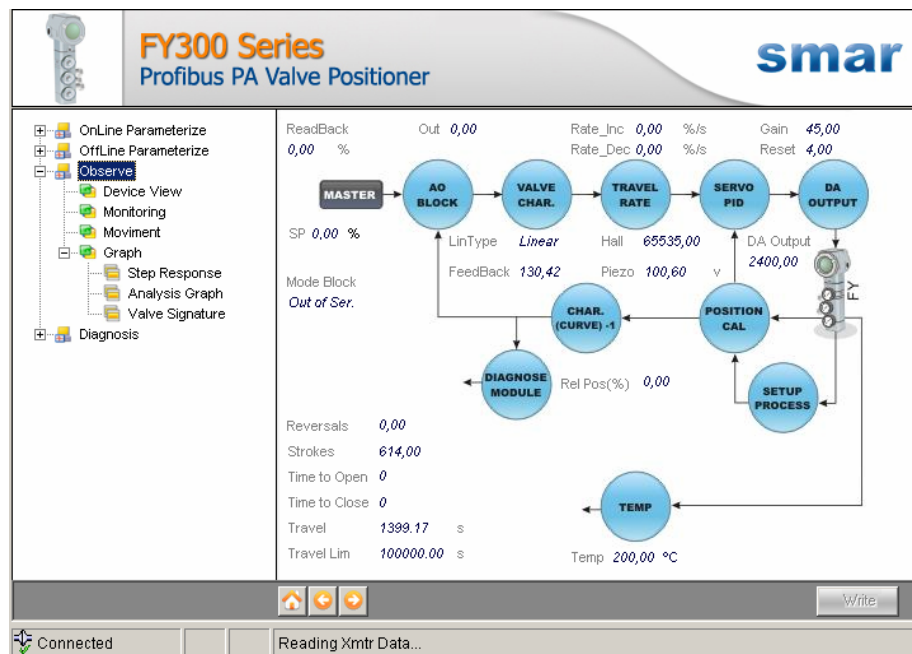 FY300 Series
Profibus PA Valve Positioner
smar
OnLine Parameterize
OffLine Parameterize
Observe
Device View
Monitoring
Moviment
Graph
Step Response
Analysis Graph
Valve Signature
Diagnosis
ReadBack Out 0,00 Rate_Inc 0,00 %/s Gain 45,00
0,00 % Rate_Dec 0,00 %/s Reset 4,00
MASTER
AO
BLOCK
VALVE
CHAR.
TRAVEL
RATE
SERVO
PID
DA
OUTPUT
SP 0,00 %
LinType Linear Hall 65535,00 DA Output
2400,00
FeedBack 130,42 Piezo 100,60 v
Mode Block
Out of Ser.
FY
CHAR.
(CURVE) -1
POSITION
CAL
DIAGNOSE
MODULE
Rel Pos(%) 0,00
SETUP
PROCESS
Reversals 0,00
Strokes 614,00
Time to Open 0
Time to Close 0
Travel 1399.17 s
Travel Lim 100000.00 s
TEMP
Temp 200,00 °C
Write
Connected
Reading Xmtr Data...